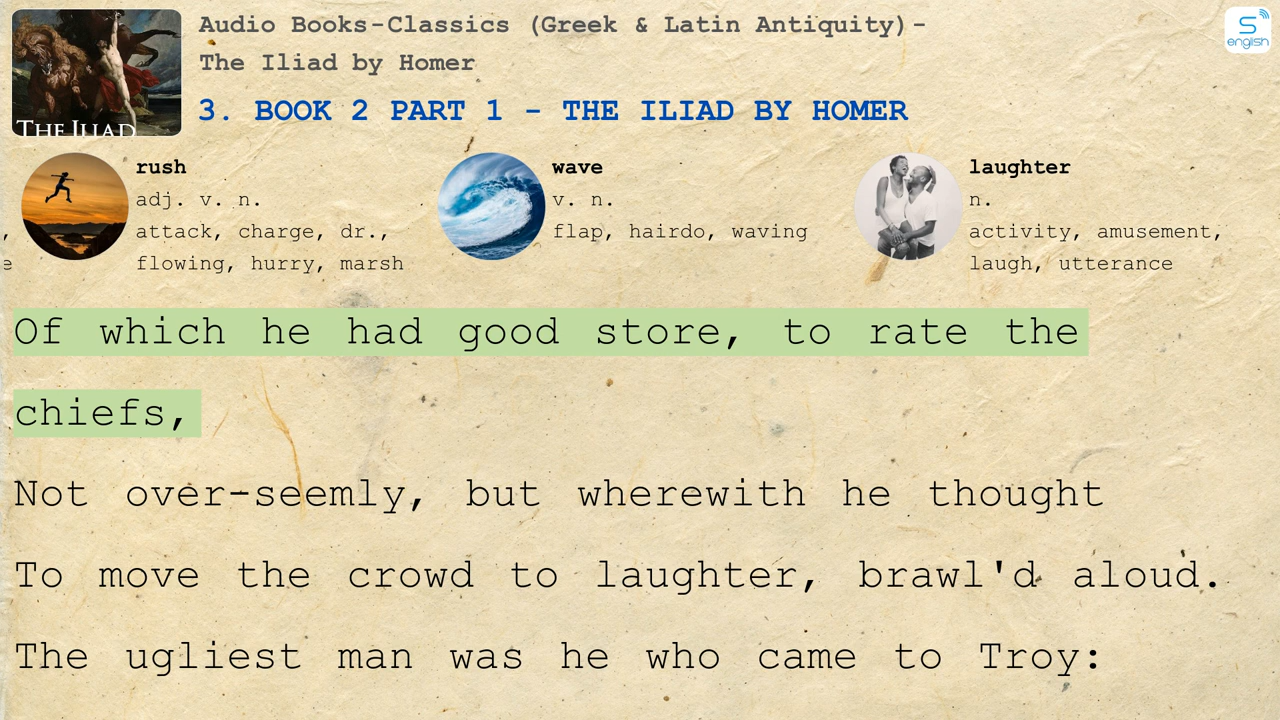 Audio Books-Classics (Greek & Latin Antiquity)-
The Iliad by Homer
3. BOOK 2 PART 1 - THE ILIAD BY HOMER
THE ILIAD
S
english
rush
adj. v. n.
attack, charge, dr.,
flowing, hurry, marsh
wave
v. n.
flap, hairdo, waving
laughter
n.
activity, amusement,
laugh, utterance
Of which he had good store, to rate the
chiefs,
Not over-seemly, but wherewith he thought
To move the crowd to laughter, brawl'd aloud.
The ugliest man was he who came to Troy: